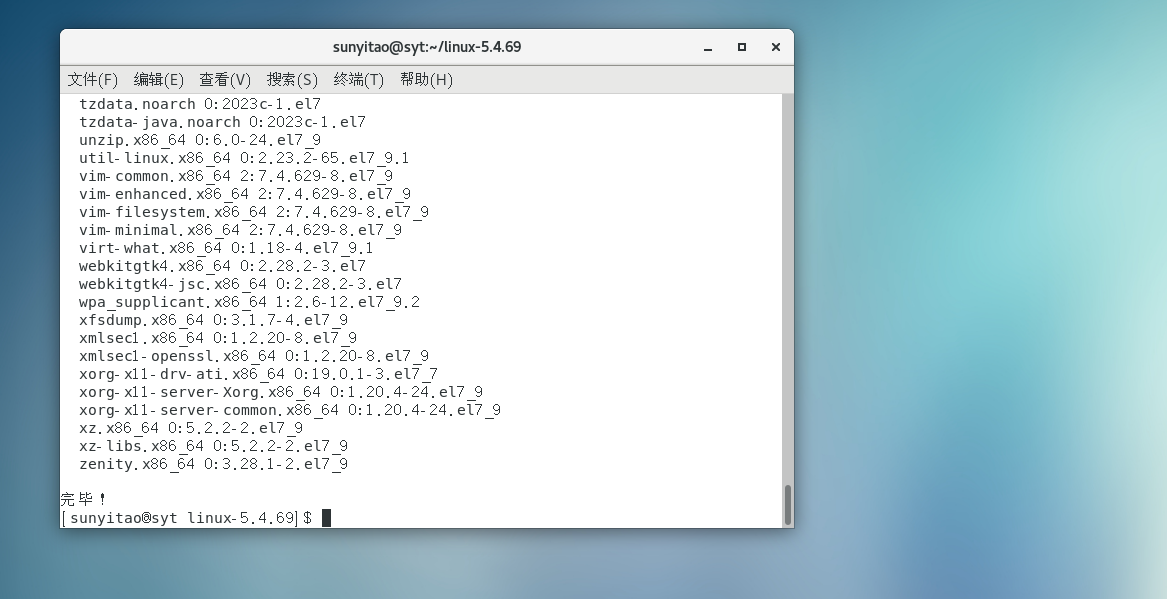 sunyitao@syt:~/linux-5.4.69
文件(F) 编辑(E) 查看(V) 搜索(S) 终端(T) 帮助(H)
tzdata.noarch 0:2023c-1.el7
tzdata-java.noarch 0:2023c-1.el7
unzip.x86_64 0:6.0-24.el7_9
util-linux.x86_64 0:2.23.2-65.el7_9.1
vim-common.x86_64 2:7.4.629-8.el7_9
vim-enhanced.x86_64 2:7.4.629-8.el7_9
vim-filesystem.x86_64 2:7.4.629-8.el7_9
vim-minimal.x86_64 2:7.4.629-8.el7_9
virt-what.x86_64 0:1.18-4.el7_9.1
webkitgtk4.x86_64 0:2.28.2-3.el7
webkitgtk4-jsc.x86_64 0:2.28.2-3.el7
wpa_supplicant.x86_64 1:2.6-12.el7_9.2
xfsdump.x86_64 0:3.1.7-4.el7_9
xmlsec1.x86_64 0:1.2.20-8.el7_9
xmlsec1-openssl.x86_64 0:1.2.20-8.el7_9
xorg-x11-drv-ati.x86_64 0:19.0.1-3.el7_7
xorg-x11-server-Xorg.x86_64 0:1.20.4-24.el7_9
xorg-x11-server-common.x86_64 0:1.20.4-24.el7_9
xz.x86_64 0:5.2.2-2.el7_9
xz-libs.x86_64 0:5.2.2-2.el7_9
zenity.x86_64 0:3.28.1-2.el7_9
完毕！
[sunyitao@syt linux-5.4.69]$